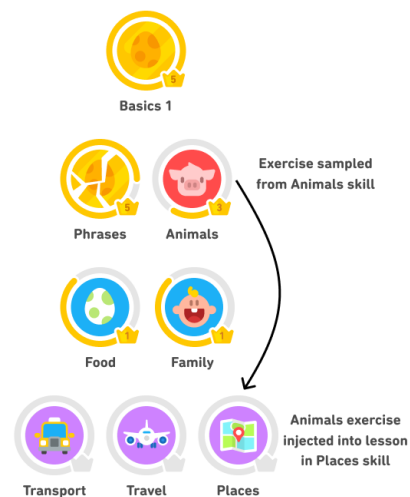 5
Basics 1
Exercise sampled
from Animals skill
5
3
Phrases
Animals
1
1
Food
Family
Animals exercise
injected into lesson
in Places skill
Transport
Travel
Places